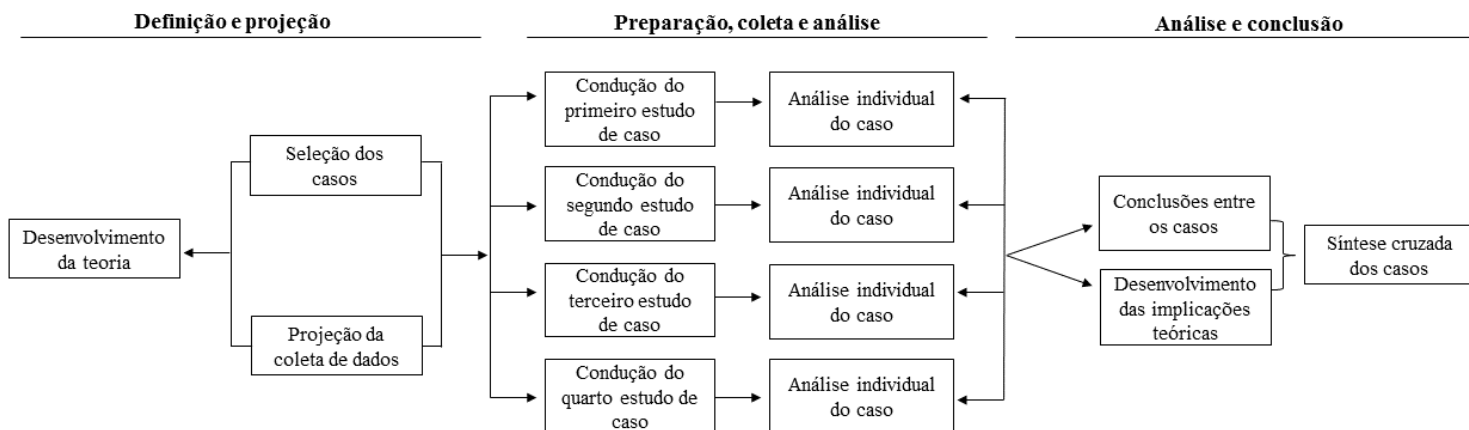 Definição e projeção
Preparação, coleta e análise
Análise e conclusão
Desenvolvimento
da teoria
Seleção dos
casos
Projeção da
coleta de dados
Condução do
primeiro estudo
de caso
Análise individual
do caso
Condução do
segundo estudo
de caso
Análise individual
do caso
Condução do
terceiro estudo
de caso
Análise individual
do caso
Condução do
quarto estudo de
caso
Análise individual
do caso
Conclusões entre
os casos
Desenvolvimento
das implicações
teóricas
Síntese cruzada
dos casos